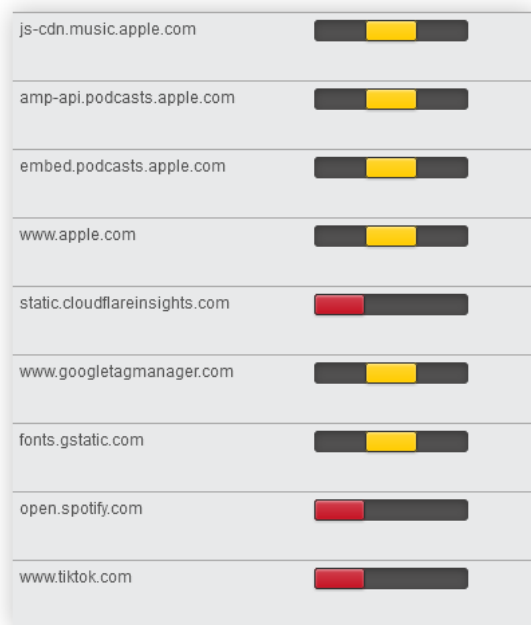 js-cdn.music.apple.com
amp-api.podcasts.apple.com
embed.podcasts.apple.com
www.apple.com
static.cloudflareinsights.com
www.googletagmanager.com
fonts.gstatic.com
open.spotify.com
www.tiktok.com